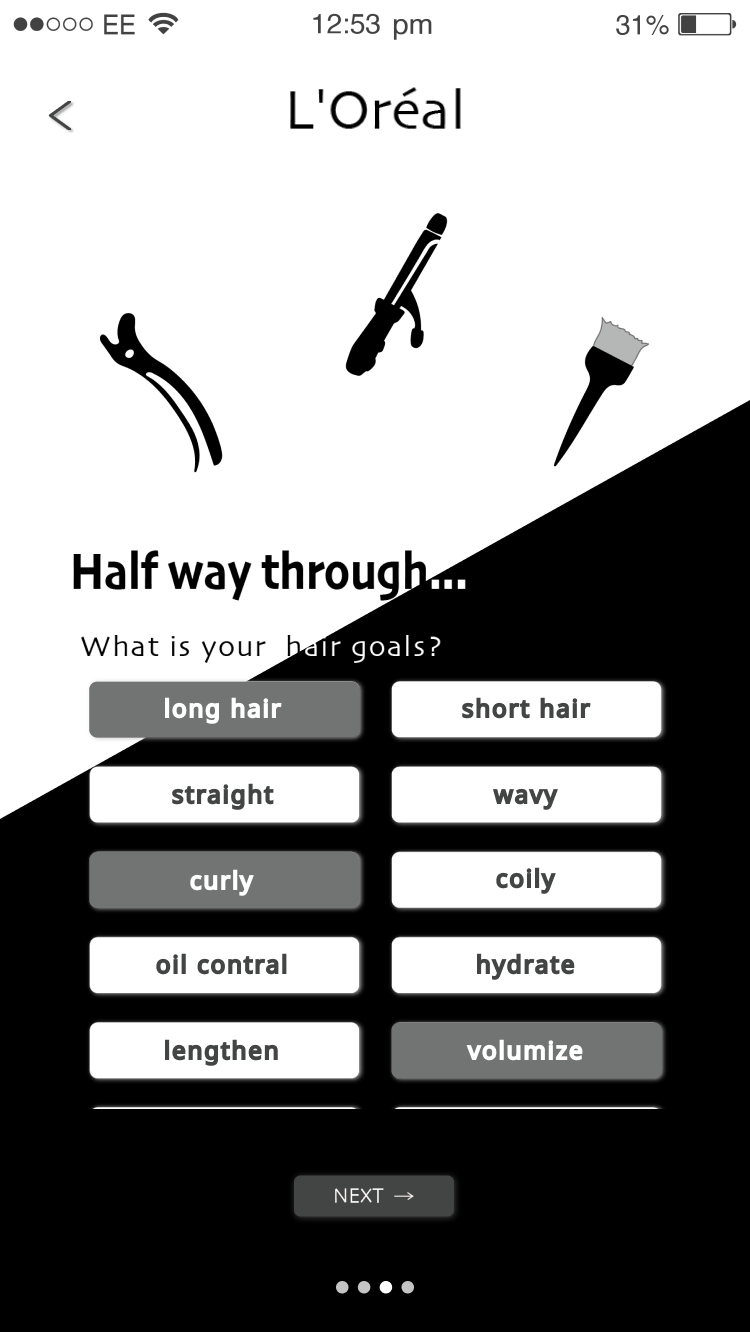 EE 12:53 pm 31%
L'Oréal
Half way through...
What is your hair goals?
long hair short hair
straight wavy
curly coily
oil contral hydrate
lengthen volumize
NEXT →